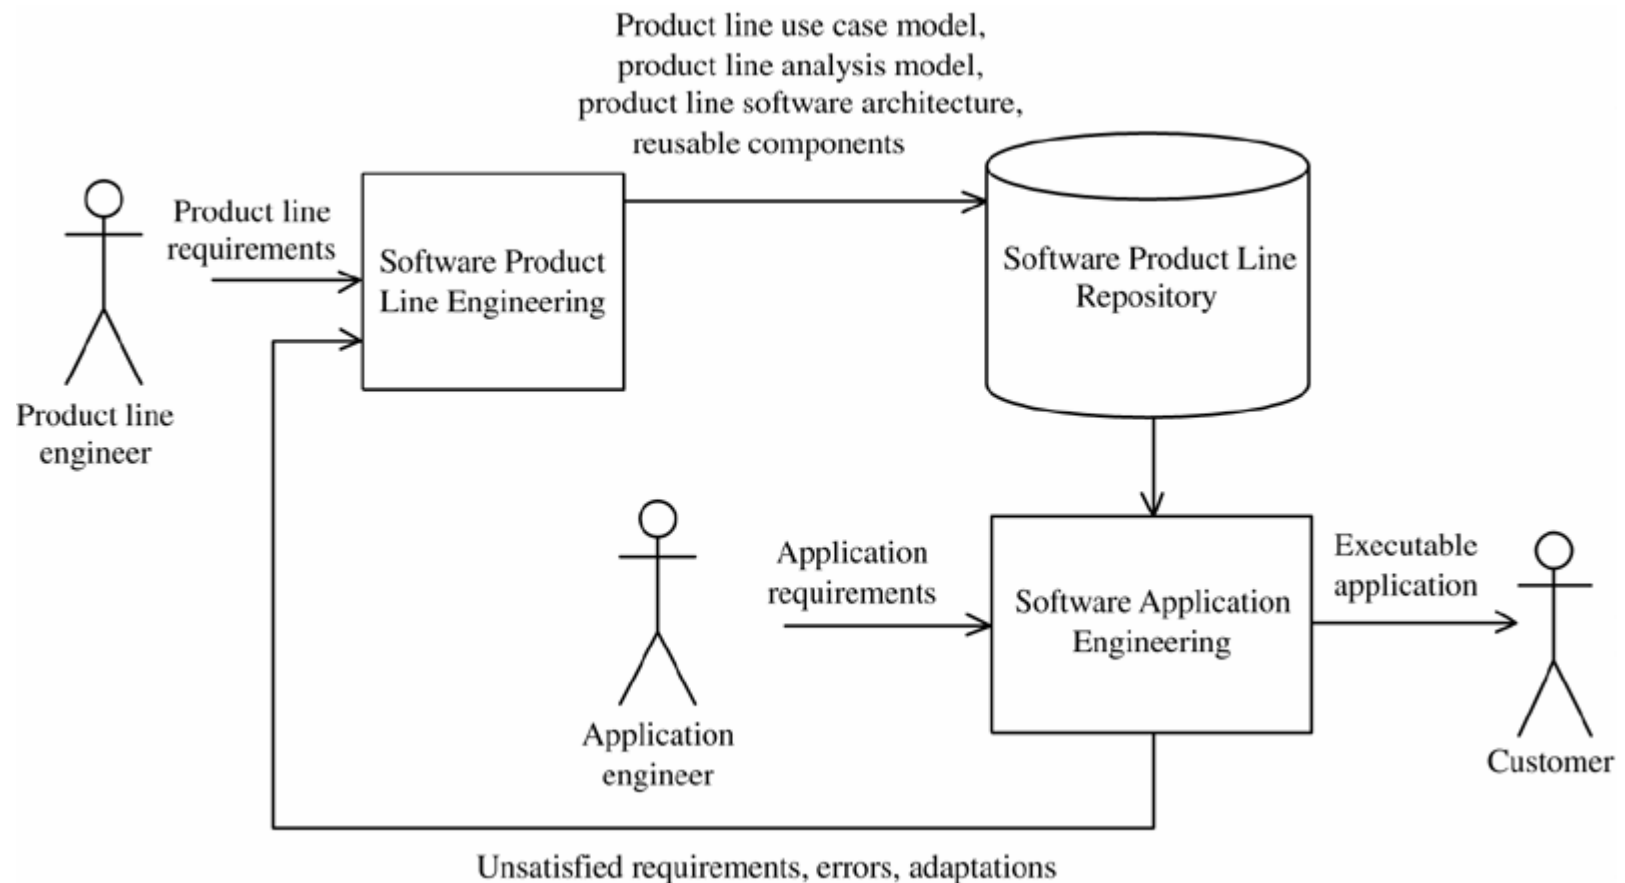 Product line use case model,
product line analysis model,
product line software architecture,
reusable components
Product line
requirements
Software Product
Line Engineering
Software Product Line
Repository
Product line
engineer
Application
requirements
Software Application
Engineering
Executable
application
Application
engineer
Customer
Unsatisfied requirements, errors, adaptations